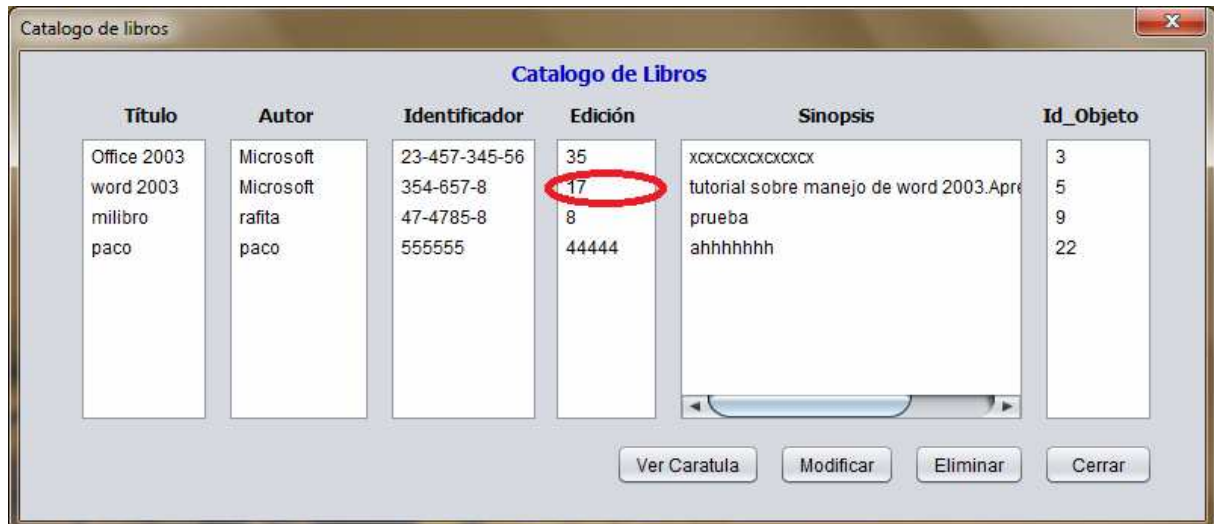 Catalogo de libros
Catalogo de Libros
Título Autor Identificador Edición Sinopsis Id_Objeto
Office 2003 Microsoft 23-457-345-56 35 xcxcxcxcxcxcxcx 3
word 2003 Microsoft 354-657-8 17 tutorial sobre manejo de word 2003.Apre 5
milibro rafita 47-4785-8 8 prueba 9
paco paco 555555 44444 ahhhhhhh 22
Ver Caratula Modificar Eliminar Cerrar